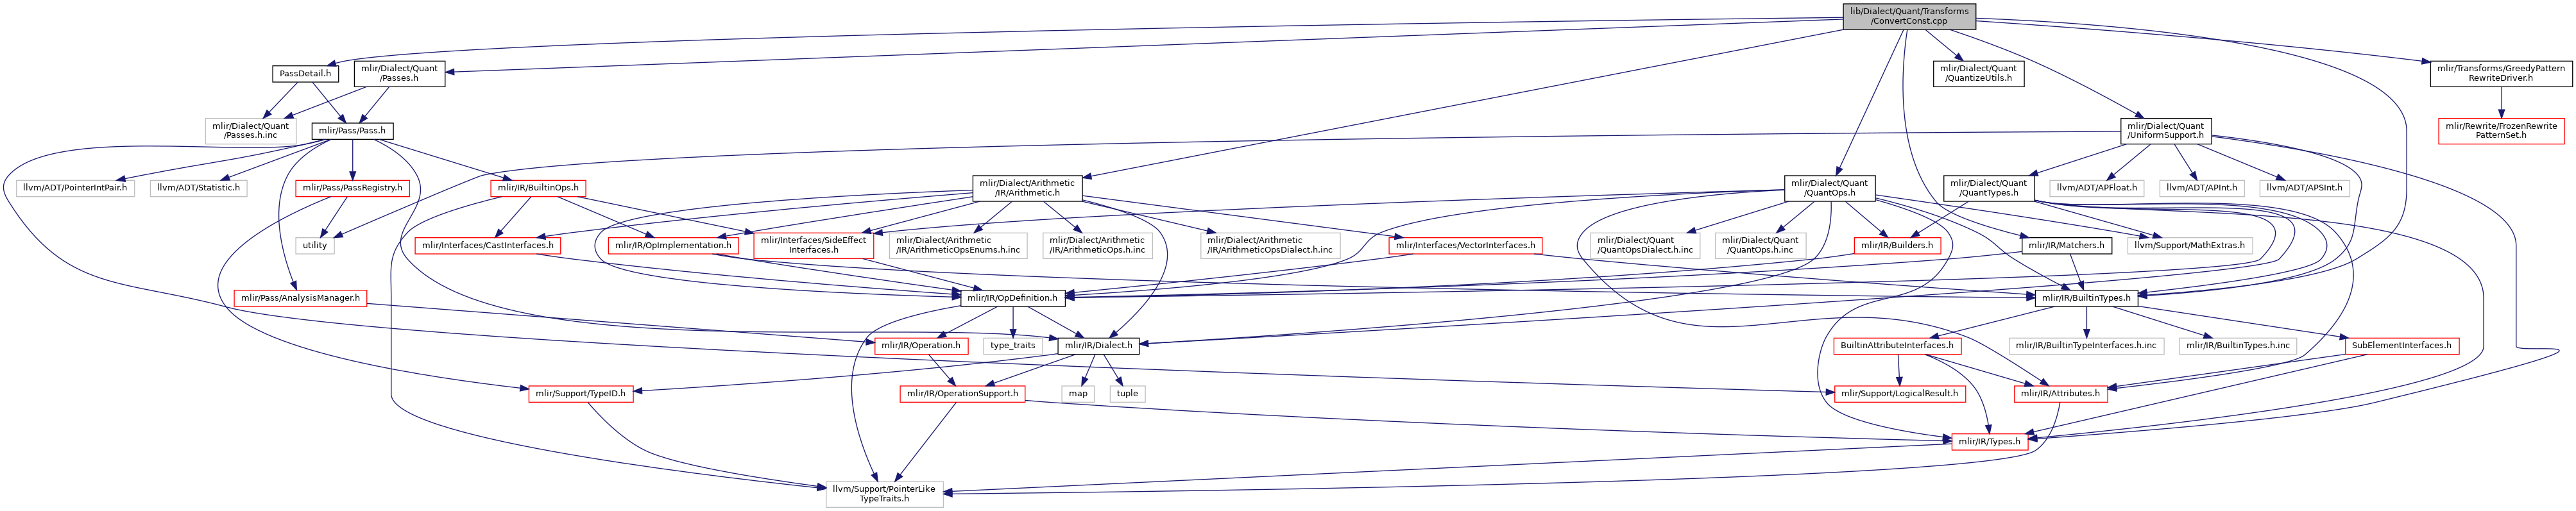 lib/Dialect/Quant/Transforms
/ConvertConst.cpp
PassDetail.h
mlir/Dialect/Quant
/Passes.h
mlir/Dialect/Quant
/QuantizeUtils.h
mlir/Transforms/GreedyPattern
RewriteDriver.h
mlir/Dialect/Quant
/Passes.h.inc
mlir/Pass/Pass.h
mlir/Dialect/Quant
/UniformSupport.h
mlir/Rewrite/FrozenRewrite
PatternSet.h
llvm/ADT/PointerIntPair.h
llvm/ADT/Statistic.h
mlir/Pass/PassRegistry.h
mlir/IR/BuiltinOps.h
mlir/Dialect/Arithmetic
/IR/Arithmetic.h
mlir/Dialect/Quant
/QuantOps.h
mlir/Dialect/Quant
/QuantTypes.h
llvm/ADT/APFloat.h
llvm/ADT/APInt.h
llvm/ADT/APSInt.h
utility
mlir/Interfaces/CastInterfaces.h
mlir/IR/OpImplementation.h
mlir/Interfaces/SideEffect
Interfaces.h
mlir/Dialect/Arithmetic
/IR/ArithmeticOpsEnums.h.inc
mlir/Dialect/Arithmetic
/IR/ArithmeticOps.h.inc
mlir/Dialect/Arithmetic
/IR/ArithmeticOpsDialect.h.inc
mlir/Interfaces/VectorInterfaces.h
mlir/Dialect/Quant
/QuantOpsDialect.h.inc
mlir/Dialect/Quant
/QuantOps.h.inc
mlir/IR/Builders.h
mlir/IR/Matchers.h
llvm/Support/MathExtras.h
mlir/Pass/AnalysisManager.h
mlir/IR/OpDefinition.h
mlir/IR/BuiltinTypes.h
mlir/IR/Operation.h
type_traits
mlir/IR/Dialect.h
BuiltinAttributeInterfaces.h
mlir/IR/BuiltinTypeInterfaces.h.inc
mlir/IR/BuiltinTypes.h.inc
SubElementInterfaces.h
mlir/Support/TypeID.h
mlir/IR/OperationSupport.h
map
tuple
mlir/Support/LogicalResult.h
mlir/IR/Attributes.h
mlir/IR/Types.h
llvm/Support/PointerLike
TypeTraits.h